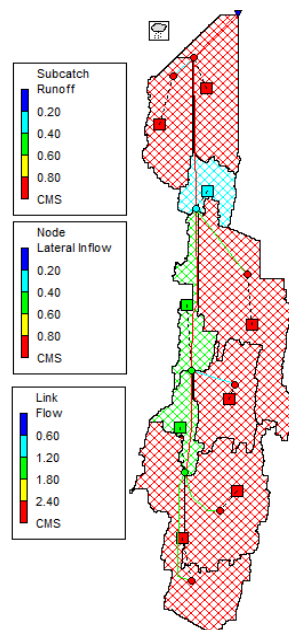 Subcatch
Runoff
0.20
0.40
0.60
0.80
CMS
Node
Lateral Inflow
0.20
0.40
0.60
0.80
CMS
Link
Flow
0.60
1.20
1.80
2.40
CMS